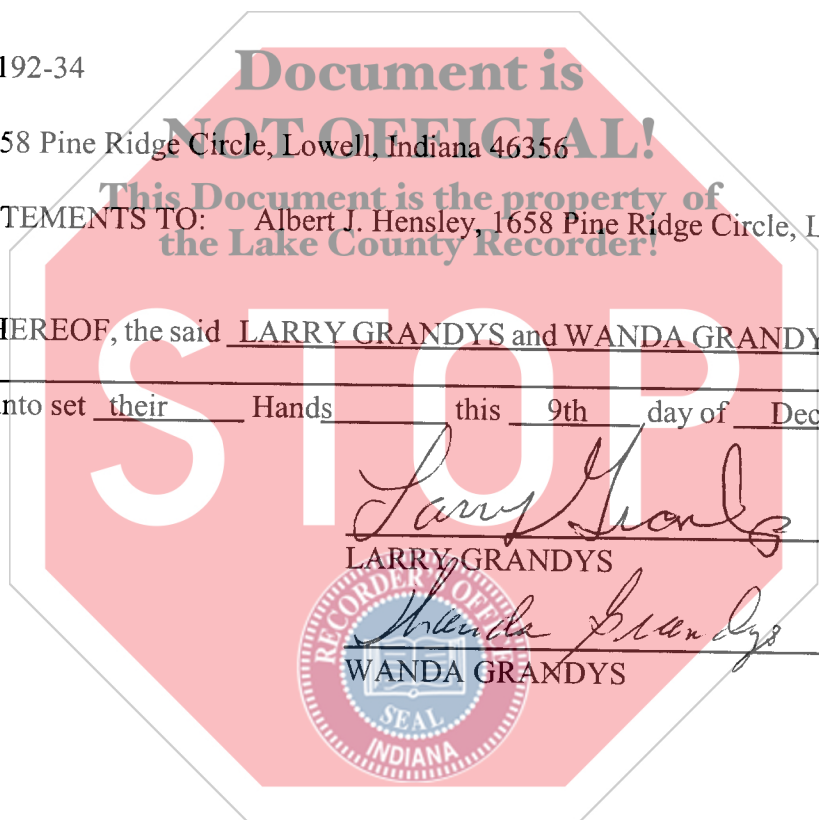 192-34
Document is
58 Pine Ridge Circle, Lowell, Indiana 46356
NOT OFFICIAL!
This Document is the property of
TEMENTS TO: Albert J. Hensley, 1658 Pine Ridge Circle, L
the Lake County Recorder!
HEREOF, the said LARRY GRANDYS and WANDA GRANDY
STOP
nto set their Hands this 9th day of Dec
Larry Grandys
LARRY GRANDYS
Wanda Grandys
WANDA GRANDYS
RECORDER'S OFFICE
SEAL
INDIANA